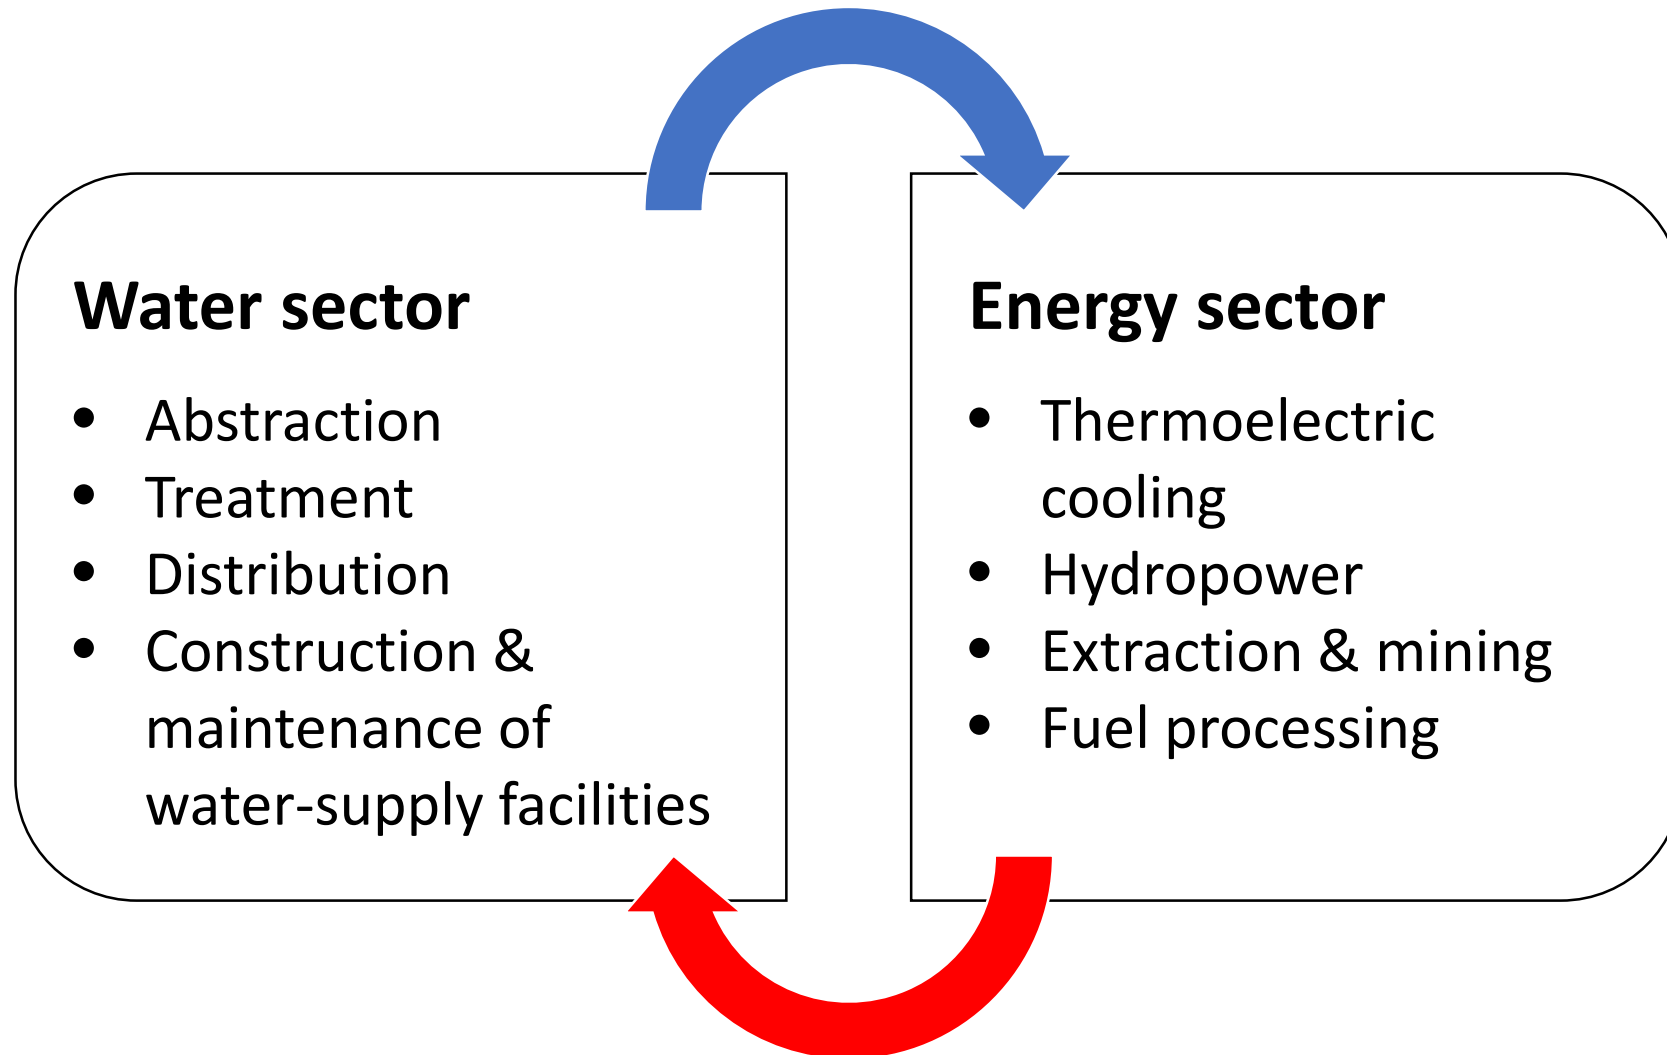 Water sector
• Abstraction
• Treatment
• Distribution
• Construction &
maintenance of
water-supply facilities
Energy sector
• Thermoelectric
cooling
• Hydropower
• Extraction & mining
• Fuel processing